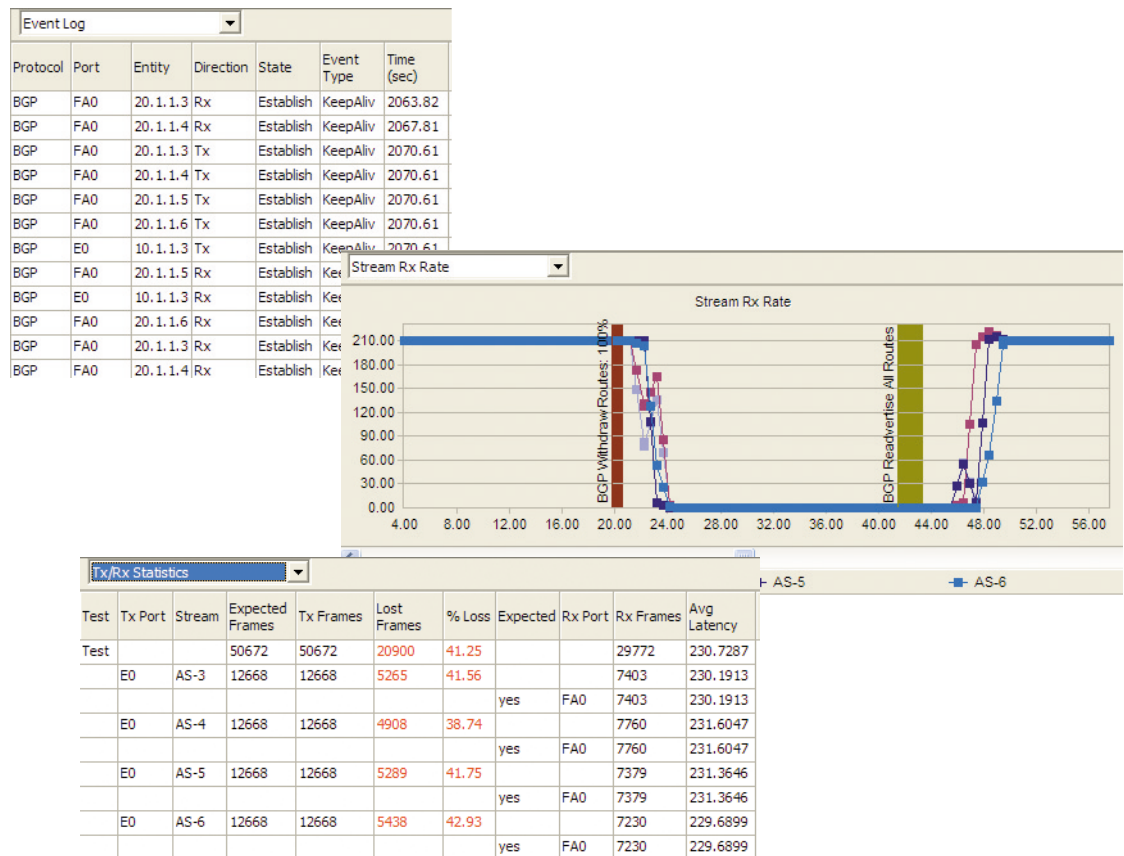 Event Log
Protocol Port Entity Direction State Event Type Time (sec)
BGP FA0 20.1.1.3 Rx Establish KeepAliv 2063.82
BGP FA0 20.1.1.4 Rx Establish KeepAliv 2067.81
BGP FA0 20.1.1.3 Tx Establish KeepAliv 2070.61
BGP FA0 20.1.1.4 Tx Establish KeepAliv 2070.61
BGP FA0 20.1.1.5 Tx Establish KeepAliv 2070.61
BGP FA0 20.1.1.6 Tx Establish KeepAliv 2070.61
BGP E0 10.1.1.3 Tx Establish KeepAliv 2070.61
BGP FA0 20.1.1.5 Rx Establish Kee
BGP E0 10.1.1.3 Rx Establish Kee
BGP FA0 20.1.1.6 Rx Establish Kee
BGP FA0 20.1.1.3 Rx Establish Kee
BGP FA0 20.1.1.4 Rx Establish Kee
Stream Rx Rate
Stream Rx Rate
210.00
180.00
150.00
120.00
90.00
60.00
30.00
0.00
BGP Withdraw Routes: 100%
BGP Readvertise All Routes
4.00 8.00 12.00 16.00 20.00 24.00 28.00 32.00 36.00 40.00 44.00 48.00 52.00 56.00
AS-5 AS-6
Tx/Rx Statistics
Test Tx Port Stream Expected Frames Tx Frames Lost Frames % Loss Expected Rx Port Rx Frames Avg Latency
Test 50672 50672 20900 41.25 29772 230.7287
E0 AS-3 12668 12668 5265 41.56 7403 230.1913
yes FA0 7403 230.1913
E0 AS-4 12668 12668 4908 38.74 7760 231.6047
yes FA0 7760 231.6047
E0 AS-5 12668 12668 5289 41.75 7379 231.3646
yes FA0 7379 231.3646
E0 AS-6 12668 12668 5438 42.93 7230 229.6899
yes FA0 7230 229.6899